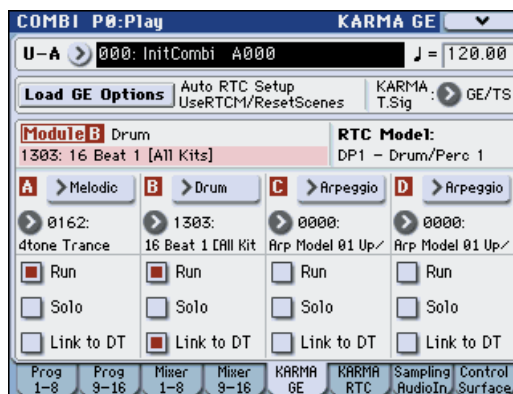 COMBI P0:Play KARMA GE
U-A 000: InitCombi A000 ♩= 120.00
Load GE Options Auto RTC Setup KARMA : GE/TS
UseRTCM/ResetScenes T.Sig
Module B Drum RTC Model:
1303: 16 Beat 1 [All Kits] DP1 - Drum/Perc 1
A Melodic B Drum C Arpeggio D Arpeggio
0162: 1303: 0000: 0000:
4tone Trance 16 Beat 1 [All Kit Arp Model 01 Up/ Arp Model 01 Up/
Run Run Run Run
Solo Solo Solo Solo
Link to DT Link to DT Link to DT Link to DT
Prog Prog Mixer Mixer KARMA KARMA Sampling Control
1-8 9-16 1-8 9-16 GE RTC AudioIn Surface